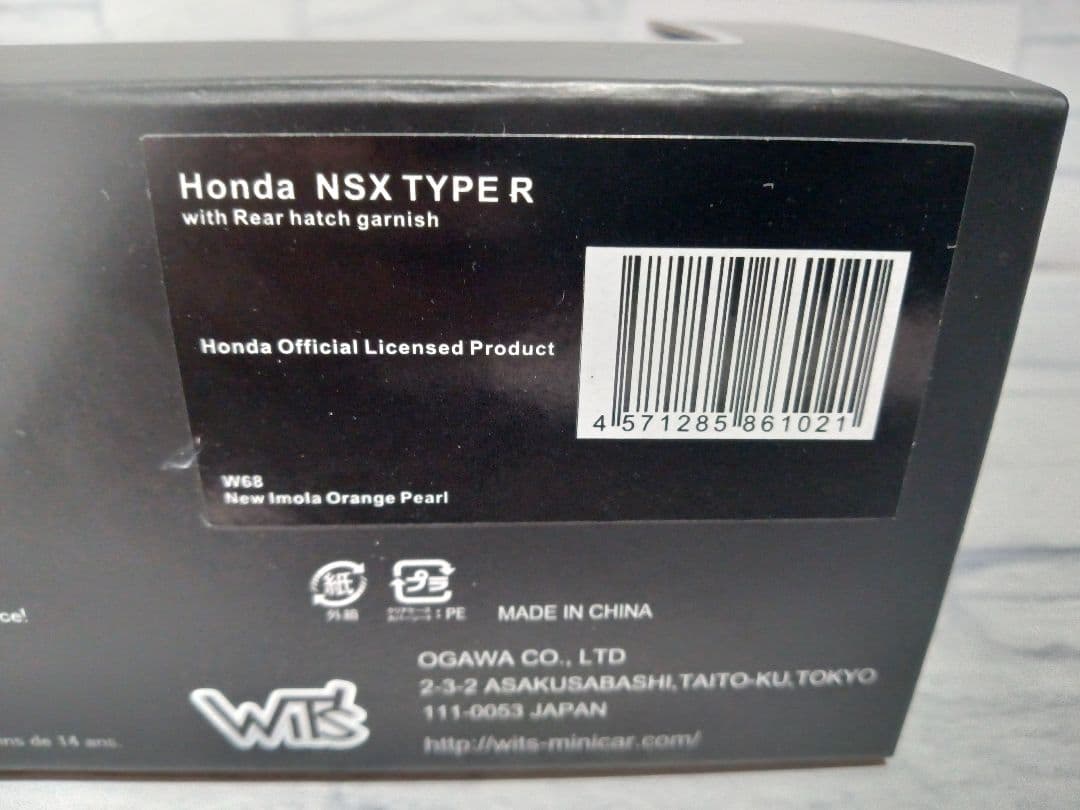 Honda NSX TYPE R
with Rear hatch garnish
Honda Official Licensed Product
4 571285 861021
W68
New Imola Orange Pearl
紙
外箱
プラ
: PE
MADE IN CHINA
ce!
OGAWA CO., LTD
2-3-2 ASAKUSABASHI, TAITO-KU, TOKYO
111-0053 JAPAN
WIT'S
http://wits-minicar.com/
ens de 14 ans.